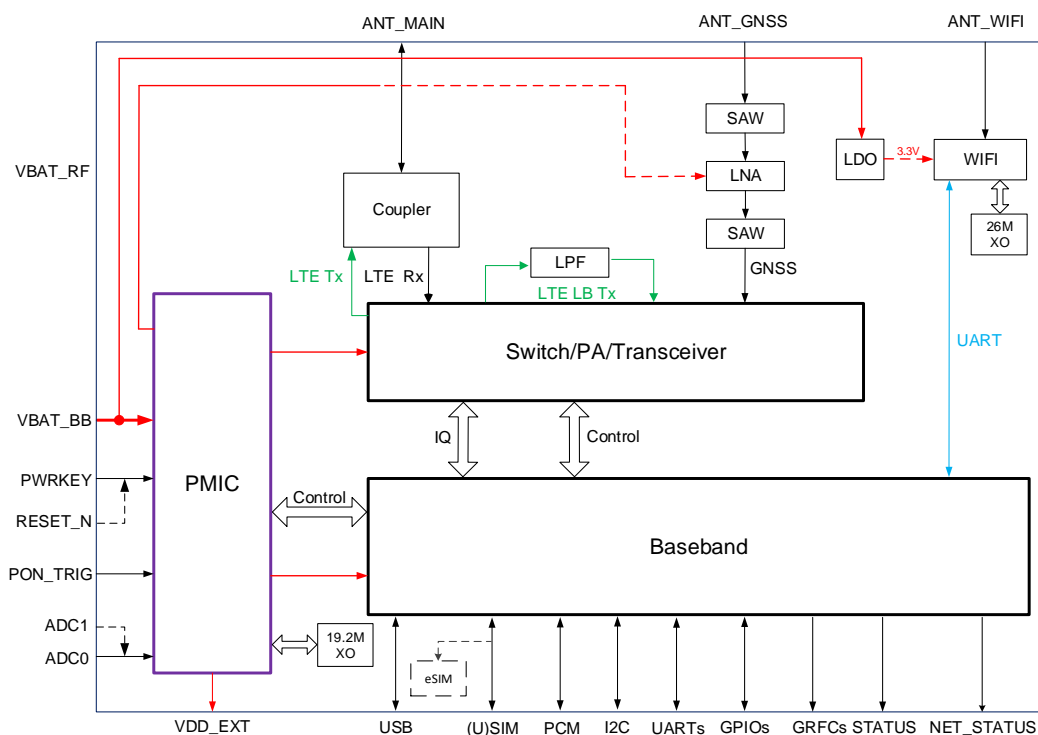 ANT_MAIN
ANT_GNSS
ANT_WIFI
SAW
VBAT_RF
LDO
3.3V
WIFI
LNA
Coupler
26M
XO
SAW
GNSS
LTE Tx
LTE Rx
LPF
LTE LB Tx
Switch/PA/Transceiver
UART
VBAT_BB
IQ
Control
PWRKEY
PMIC
RESET_N
Control
Baseband
PON_TRIG
ADC1
ADC0
19.2M
XO
eSIM
VDD_EXT
USB
(U)SIM
PCM
I2C
UARTs
GPIOs
GRFCs
STATUS
NET_STATUS